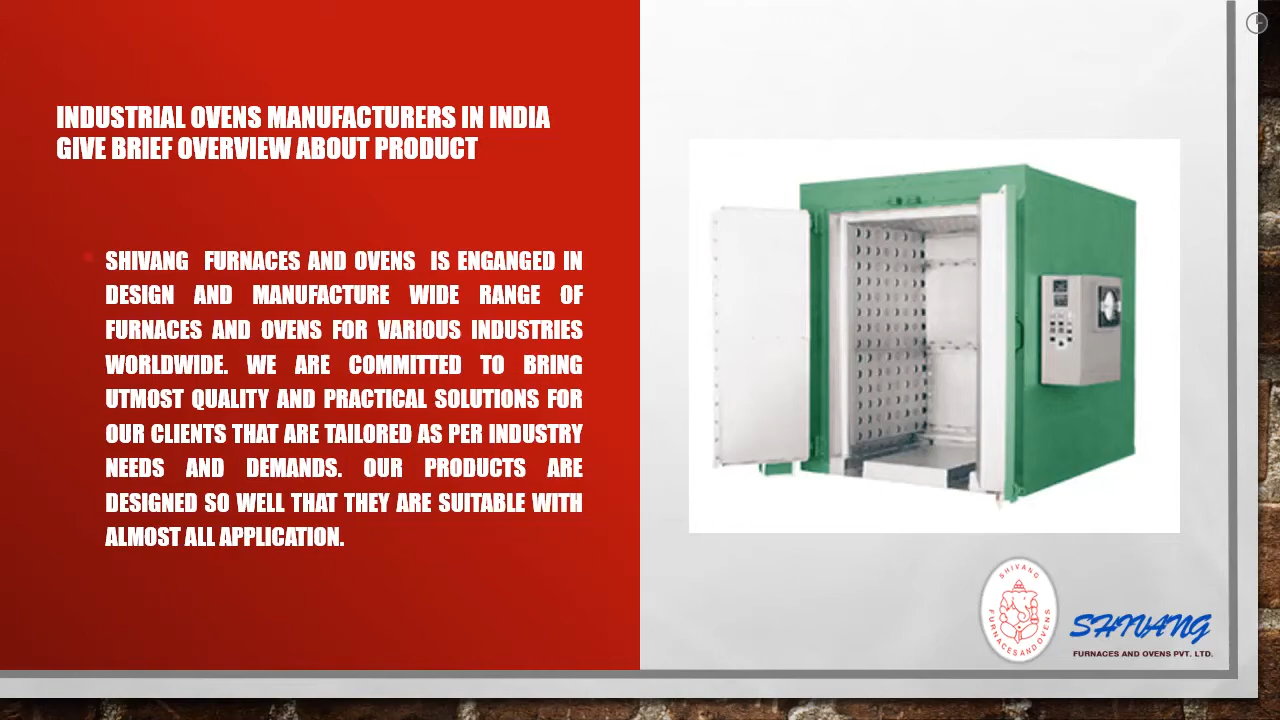 INDUSTRIAL OVENS MANUFACTURERS IN INDIA
GIVE BRIEF OVERVIEW ABOUT PRODUCT
SHIVANG FURNACES AND OVENS IS ENGANGED IN
DESIGN AND MANUFACTURE WIDE RANGE OF
FURNACES AND OVENS FOR VARIOUS INDUSTRIES
WORLDWIDE. WE ARE COMMITTED TO BRING
UTMOST QUALITY AND PRACTICAL SOLUTIONS FOR
OUR CLIENTS THAT ARE TAILORED AS PER INDUSTRY
NEEDS AND DEMANDS. OUR PRODUCTS ARE
DESIGNED SO WELL THAT THEY ARE SUITABLE WITH
ALMOST ALL APPLICATION.
SHIVANG
FURNACES AND OVENS
SHIVANG
FURNACES AND OVENS PVT. LTD.